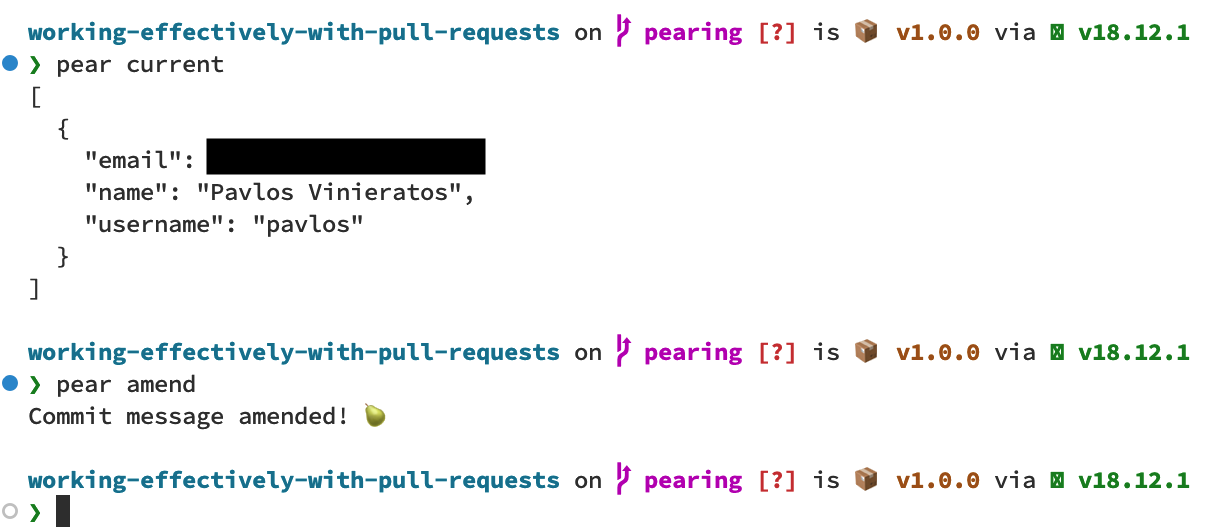 working-effectively-with-pull-requests on pearing [?] is 📦 v1.0.0 via v18.12.1
❯ pear current
[
{
"email":
"name": "Pavlos Vinieratos",
"username": "pavlos"
}
]
working-effectively-with-pull-requests on pearing [?] is 📦 v1.0.0 via v18.12.1
❯ pear amend
Commit message amended! 🍐
working-effectively-with-pull-requests on pearing [?] is 📦 v1.0.0 via v18.12.1
❯